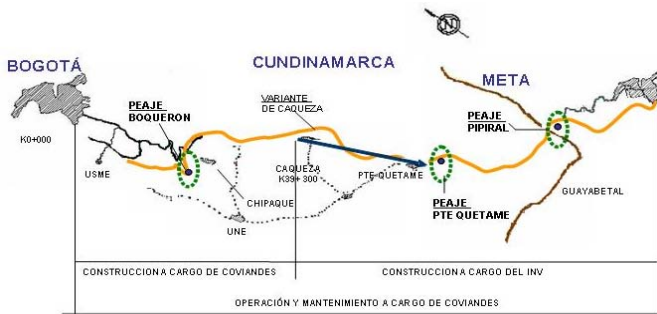 BOGOTÁ
CUNDINAMARCA
META
PEAJE
BOQUERON
VARIANTE
DE CAQUEZA
PEAJE
PIPIRAL
K0+000
USME
CAQUEZA
K39+ 300
PTE QUETAME
CHIPAQUE
GUAYABETAL
PEAJE
PTE QUETAME
UNE
CONSTRUCCION A CARGO DE COVIANDES
CONSTRUCCION A CARGO DEL INV
OPERACIÓN Y MANTENIMIENTO A CARGO DE COVIANDES